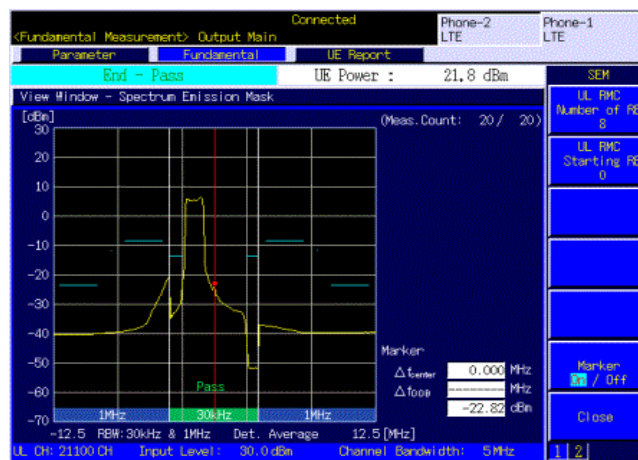 Connected
<Fundamental Measurement> Output Main
Phone-2
LTE
Phone-1
LTE
Parameter
Fundamental
UE Report
End - Pass
UE Power :
21.8 dBm
SEM
View Window - Spectrum Emission Mask
UL RMC
Number of RB
8
[dBm]
(Meas.Count: 20/ 20)
30
20
10
0
-10
-20
-30
-40
-50
-60
-70
UL RMC
Starting RB
0
Marker
Δfcenter 0.000 MHz
ΔfOOB -------- MHz
-22.82 dBm
Marker
On / Off
Pass
1MHz
30kHz
1MHz
Close
-12.5 RBW:30kHz & 1MHz Det. Average 12.5[MHz]
UL CH: 21100 CH Input Level: 30.0 dBm Channel Bandwidth: 5MHz
1 2